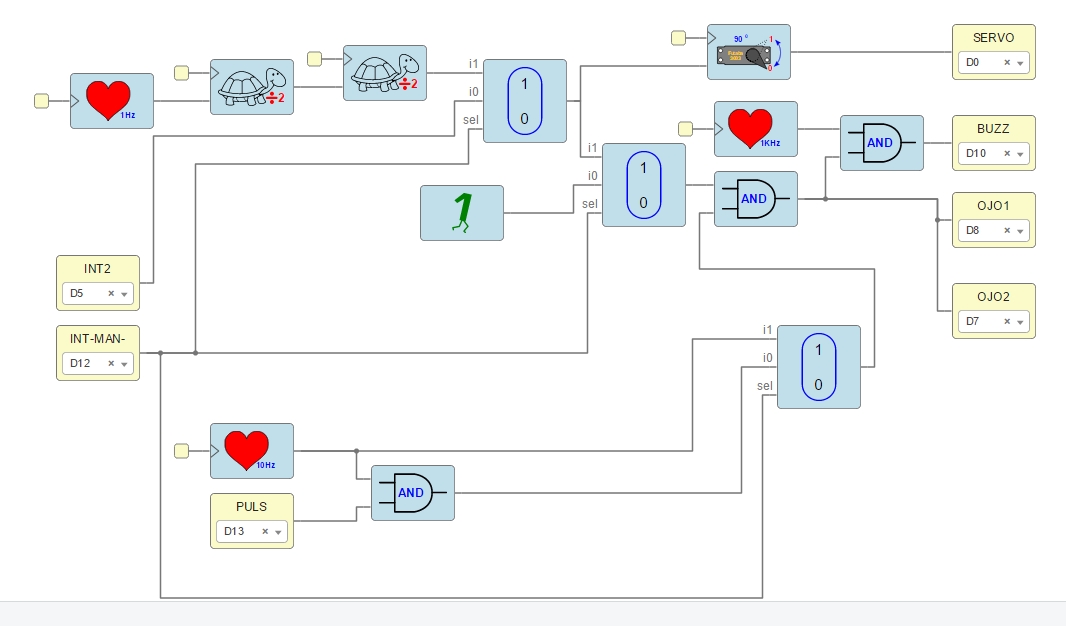 SERVO
D0 ×
90 º
1
Futaba
0
i1
1
i0
sel
0
÷2
÷2
1Hz
1KHz
AND
BUZZ
D10 ×
i1
1
i0
sel
0
1
AND
OJO1
D8 ×
INT2
D5 ×
OJO2
D7 ×
INT-MAN-
D12 ×
i1
1
i0
sel
0
10Hz
AND
PULS
D13 ×